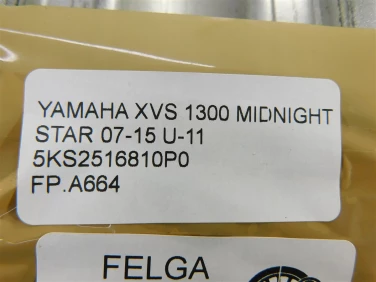 YAMAHA XVS 1300 MIDNIGHT
STAR 07-15 U-11
5KS2516810P0
FP.A664
FELGA